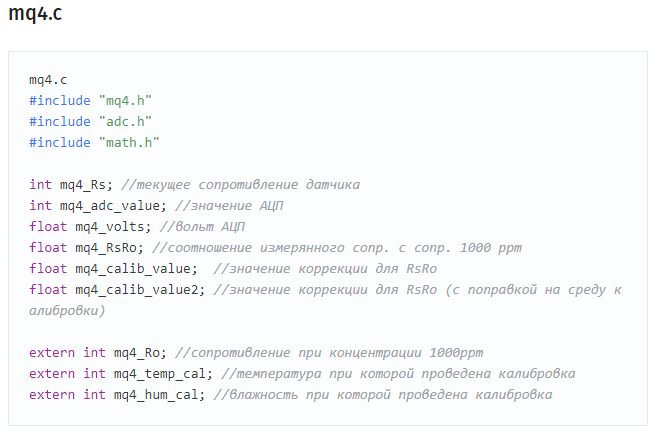 mq4.c
mq4.c
#include "mq4.h"
#include "adc.h"
#include "math.h"
int mq4_Rs; //текущее сопротивление датчика
int mq4_adc_value; //значение АЦП
float mq4_volts; //вольт АЦП
float mq4_RsRo; //соотношение измерянного сопр. с сопр. 1000 ppm
float mq4_calib_value;  //значение коррекции для RsRo
float mq4_calib_value2; //значение коррекции для RsRo (с поправкой на среду к
алибровки)
extern int mq4_Ro; //сопротивление при концентрации 1000ppm
extern int mq4_temp_cal; //температура при которой проведена калибровка
extern int mq4_hum_cal; //влажность при которой проведена калибровка